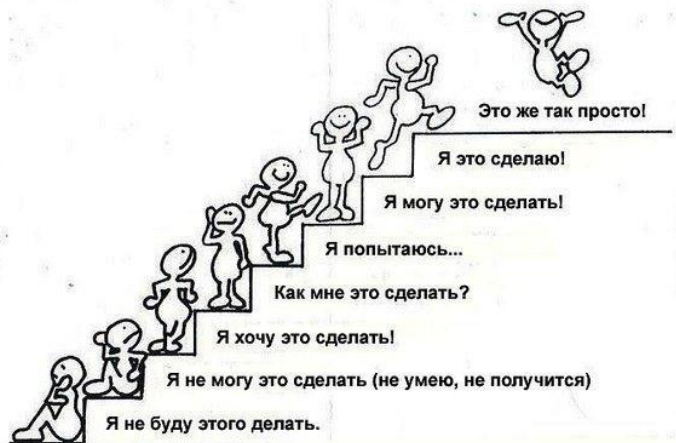 Это же так просто!
Я это сделаю!
Я могу это сделать!
Я попытаюсь...
Как мне это сделать?
Я хочу это сделать!
Я не могу это сделать (не умею, не получится)
Я не буду этого делать.